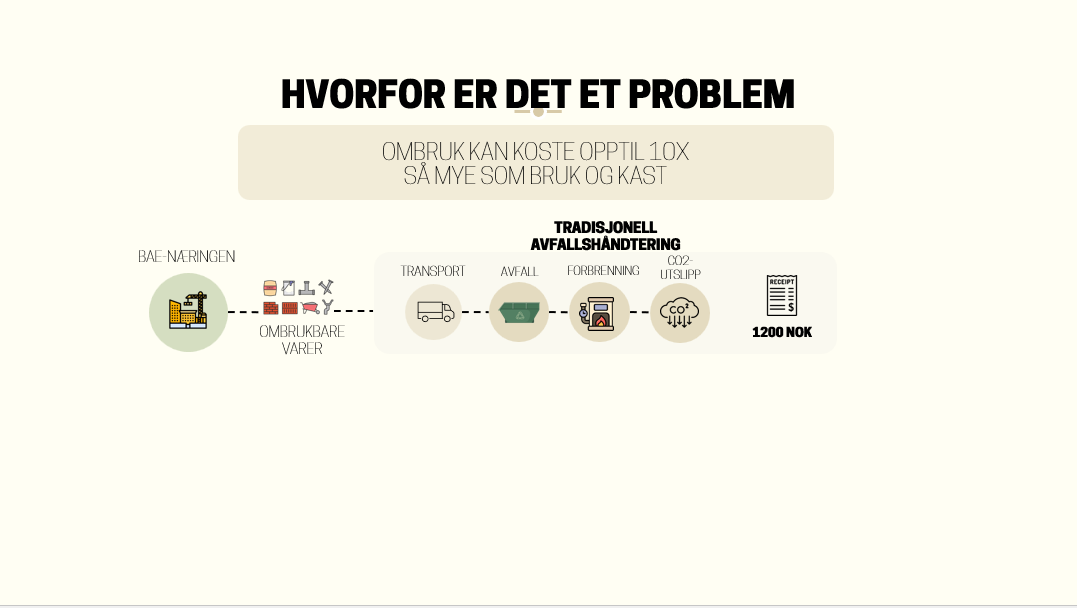 HVORFOR ER DET ET PROBLEM
OMBRUK KAN KOSTE OPPTIL 10X
SÅ MYE SOM BRUK OG KAST
TRADISJONELL
AVFALLSHÅNDTERING
BAE-NÆRINGEN
OMBRUKBARE
VARER
TRANSPORT
AVFALL
FORBRENNING
CO2-
UTSLIPP
CO²
RECEIPT
$
1200 NOK